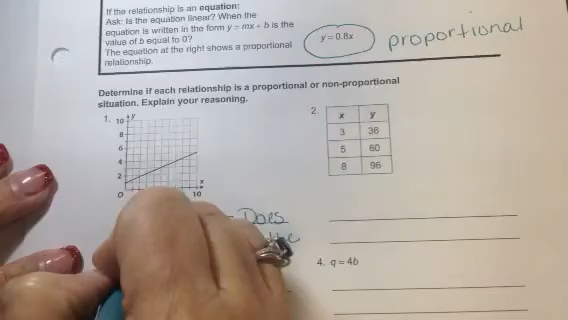 If the relationship is an equation:
Ask: Is the equation linear? When the
equation is written in the form y = mx + b is the
value of b equal to 0?
The equation at the right shows a proportional
relationship.
y = 0.8x
proportional
Determine if each relationship is a proportional or non-proportional
situation. Explain your reasoning.
1.
y
10
8
6
4
2
O
x
10
2.
x y
3 36
5 60
8 96
Does
the
4. q = 4b